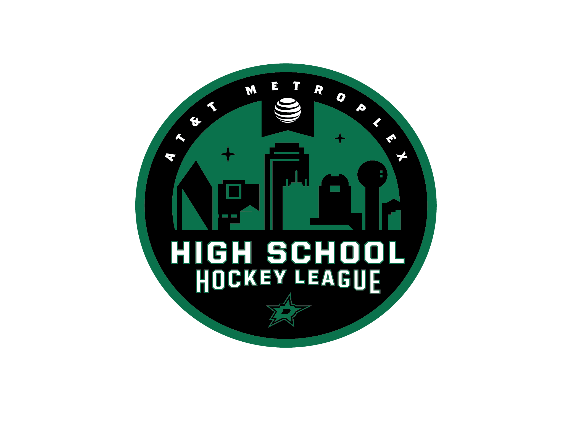 AT&T METROPLEX
HIGH SCHOOL
HOCKEY LEAGUE
D